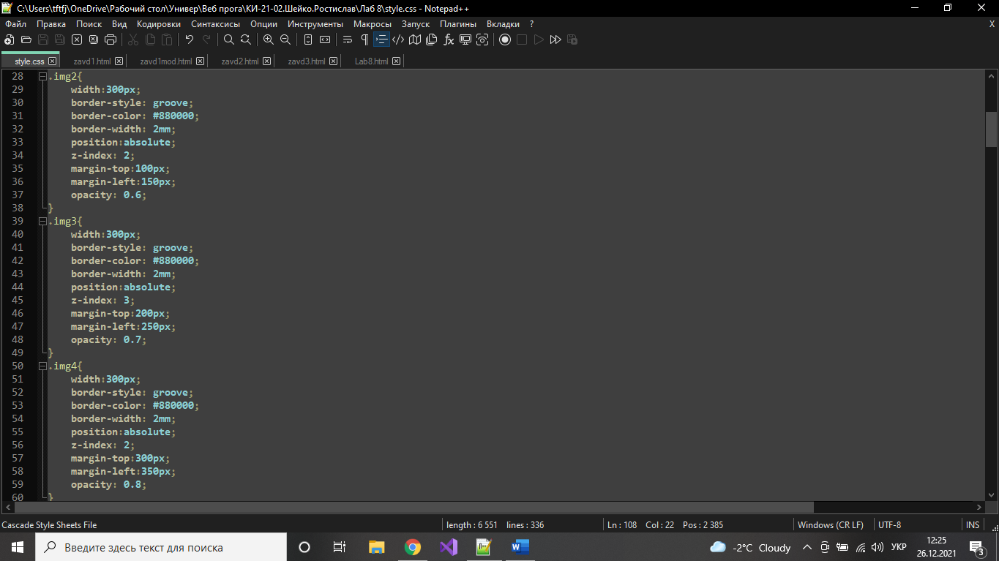 C:\Users\tftfj\OneDrive\Рабочий стол\Универ\Веб прога\КИ-21-02.Шейко.Ростислав\Лаб 8\style.css - Notepad++
Файл Правка Поиск Вид Кодировки Синтаксисы Опции Инструменты Макросы Запуск Плагины Вкладки ? X
style.css zavd1.html zavd1mod.html zavd2.html zavd3.html Lab8.html
28 .img2{
29 width:300px;
30 border-style: groove;
31 border-color: #880000;
32 border-width: 2mm;
33 position:absolute;
34 z-index: 2;
35 margin-top:100px;
36 margin-left:150px;
37 opacity: 0.6;
38 }
39 .img3{
40 width:300px;
41 border-style: groove;
42 border-color: #880000;
43 border-width: 2mm;
44 position:absolute;
45 z-index: 3;
46 margin-top:200px;
47 margin-left:250px;
48 opacity: 0.7;
49 }
50 .img4{
51 width:300px;
52 border-style: groove;
53 border-color: #880000;
54 border-width: 2mm;
55 position:absolute;
56 z-index: 2;
57 margin-top:300px;
58 margin-left:350px;
59 opacity: 0.8;
60 }
Cascade Style Sheets File length : 6 551 lines : 336 Ln : 108 Col : 22 Pos : 2 385 Windows (CR LF) UTF-8 INS
Введите здесь текст для поиска -2°C Cloudy УКР 12:25
26.12.2021 3